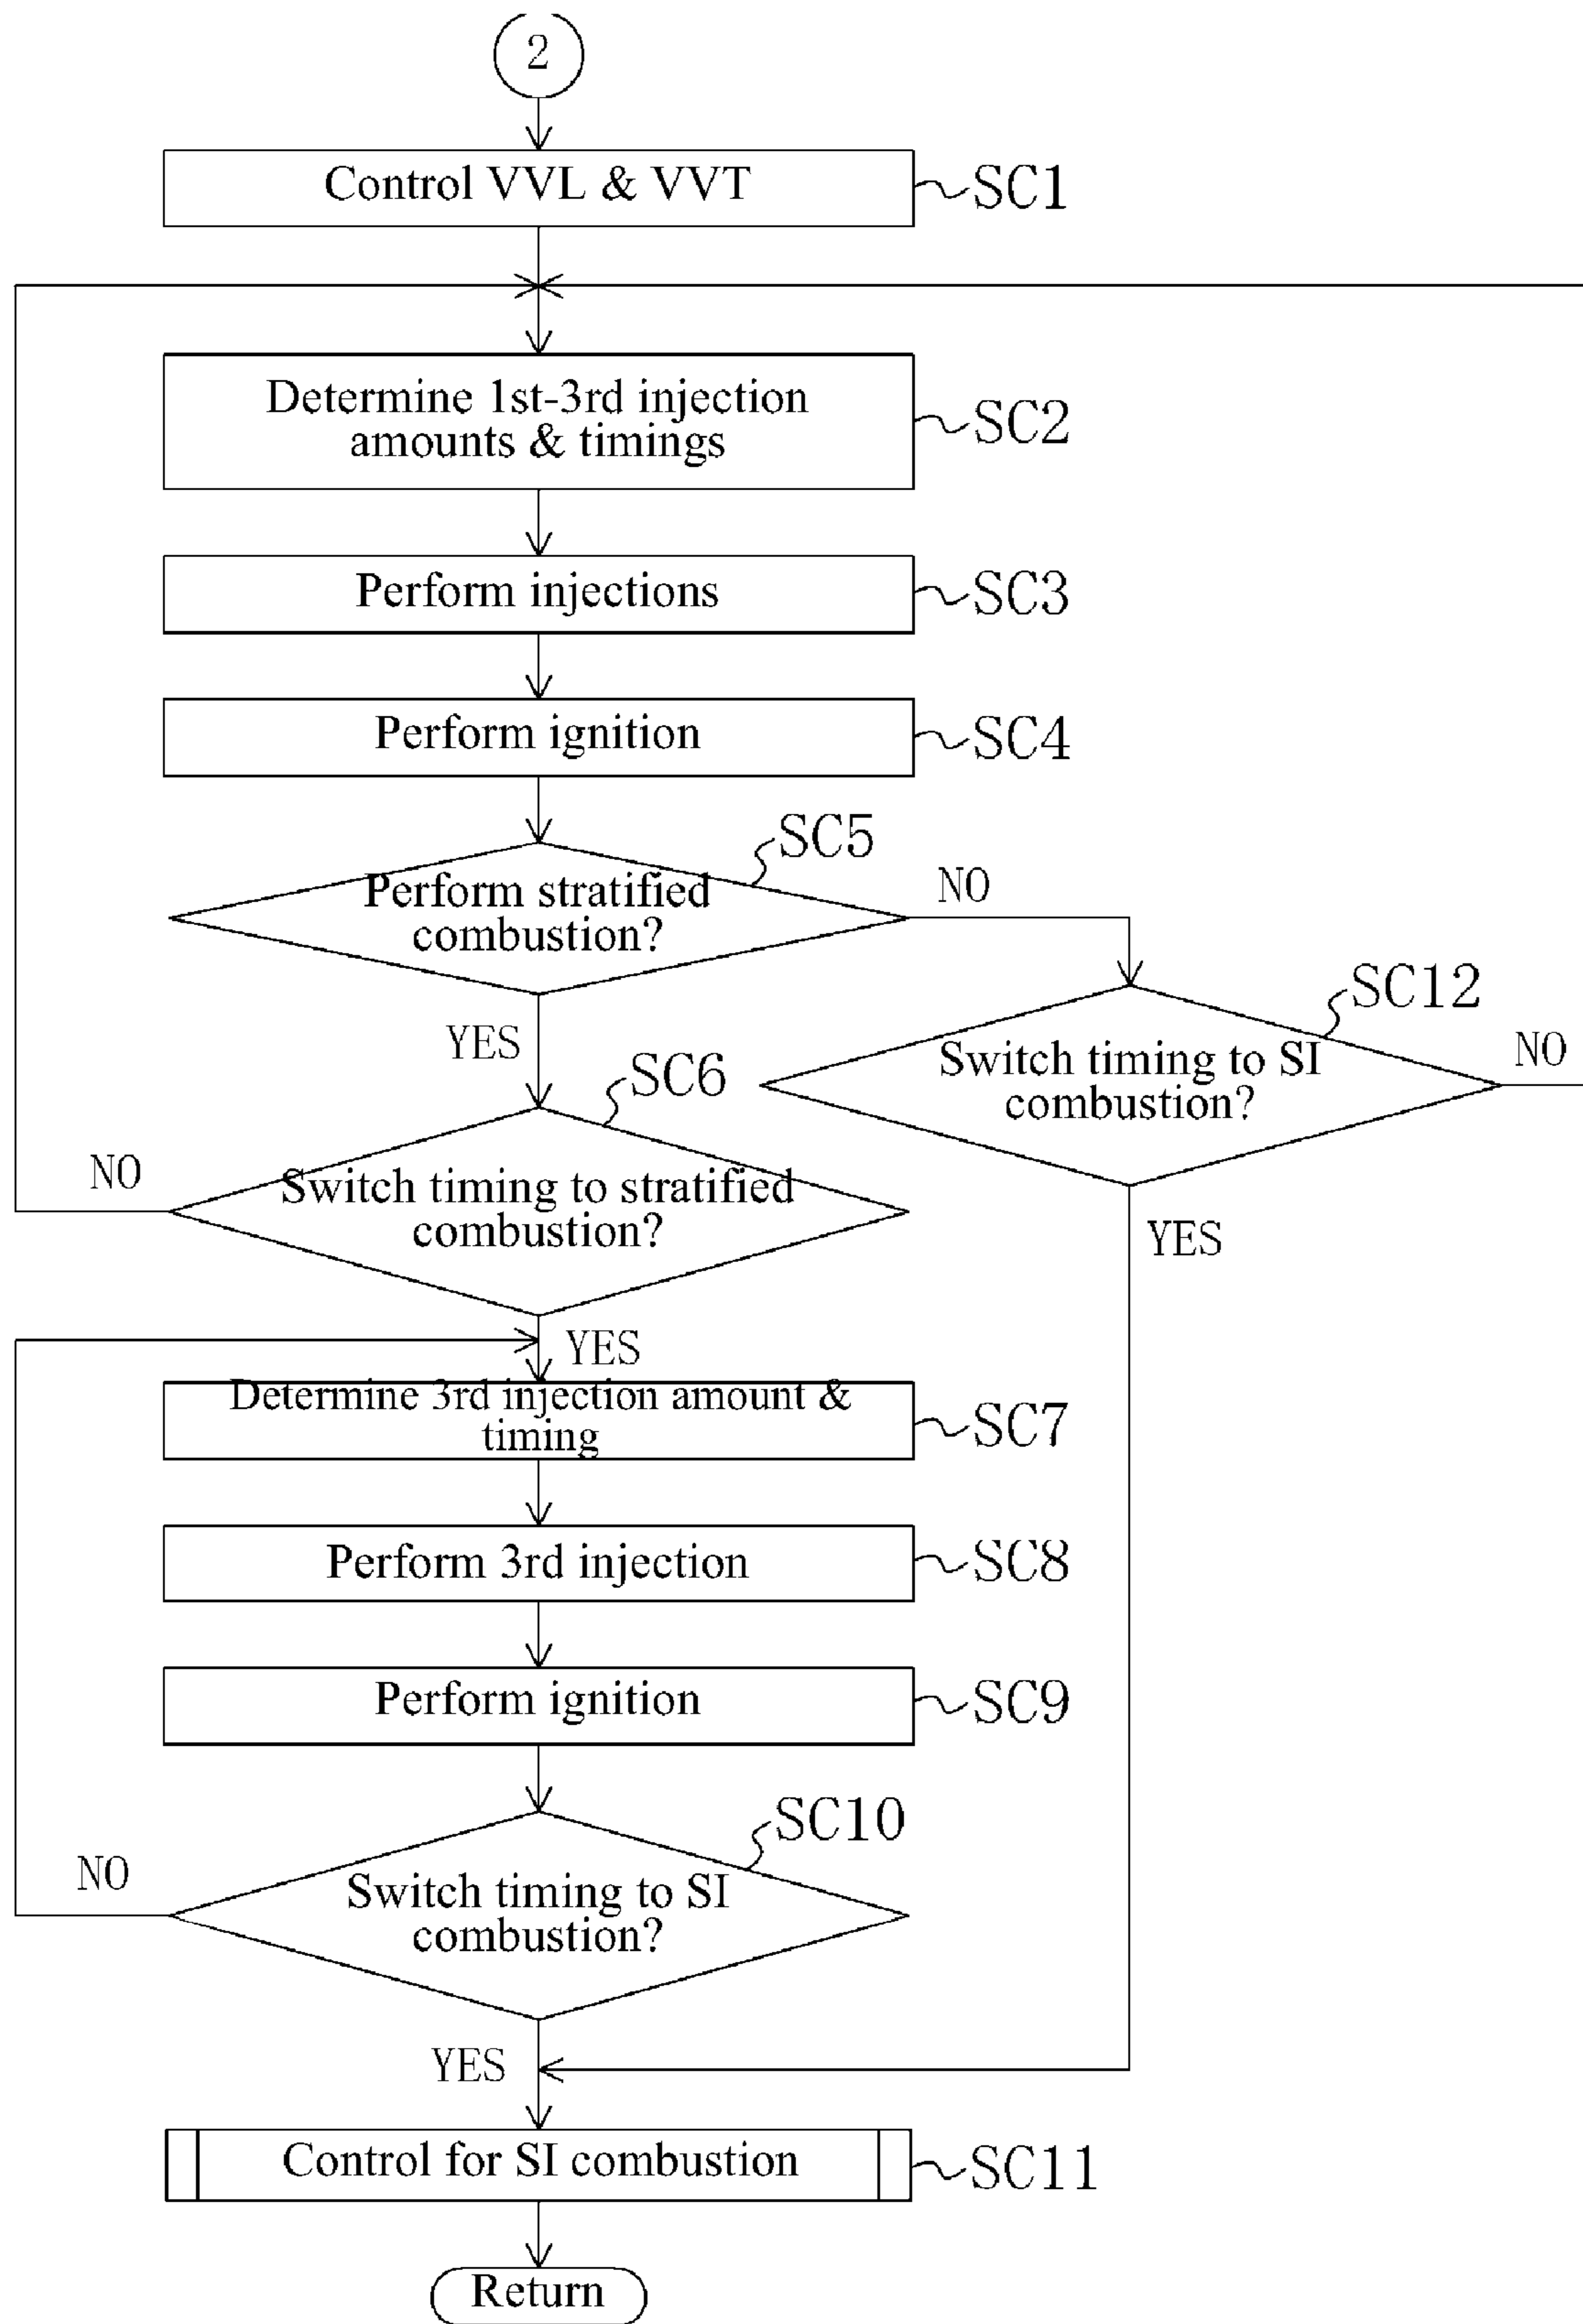 2
Control VVL & VVT
SC1
Determine 1st-3rd injection
amounts & timings
SC2
Perform injections
SC3
Perform ignition
SC4
SC5
Perform stratified
combustion?
NO
YES
SC12
Switch timing to SI
combustion?
NO
YES
SC6
Switch timing to stratified
combustion?
NO
YES
Determine 3rd injection amount &
timing
SC7
Perform 3rd injection
SC8
Perform ignition
SC9
SC10
Switch timing to SI
combustion?
NO
YES
Control for SI combustion
SC11
Return